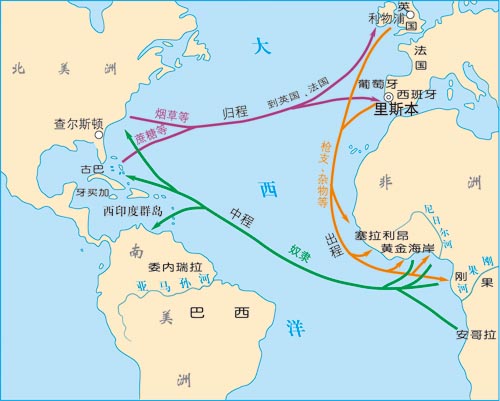 大
西
洋
北 美 洲
利物浦
英
国
法
国
葡萄牙
西班牙
里斯本
到英国、法国
归程
烟草等
蔗糖等
查尔斯顿
古巴
牙买加
西印度群岛
枪支、杂物等
出程
中程
奴隶
非 洲
尼日尔河
塞拉利昂
黄金海岸
刚 果
刚果河
安哥拉
南
美
洲
委内瑞拉
亚马孙河
巴 西